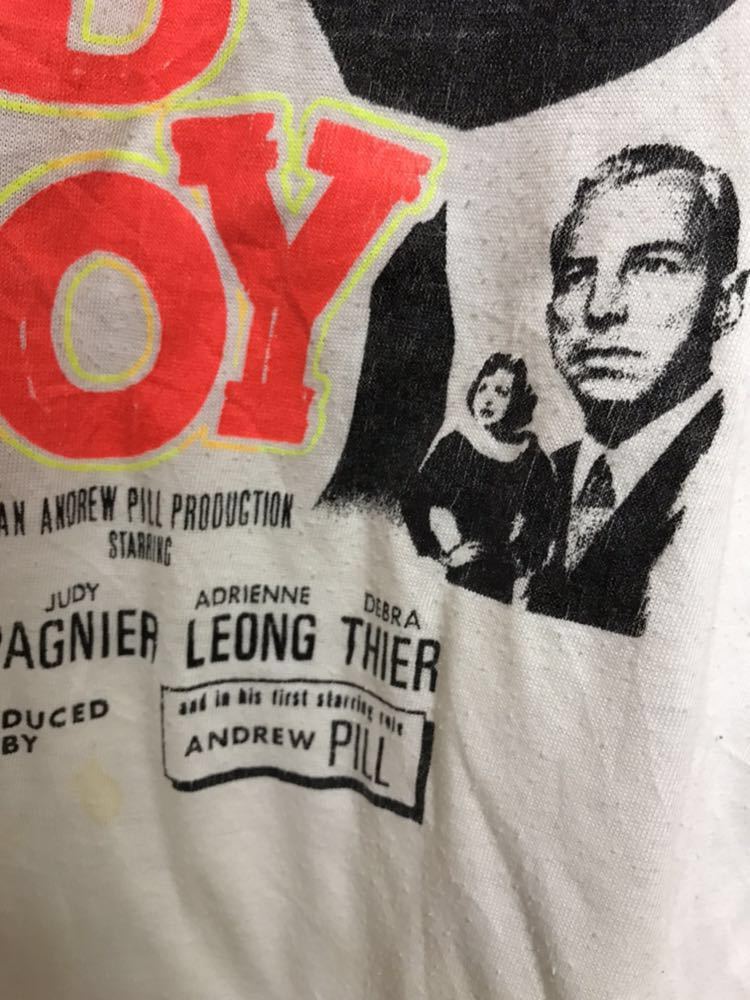 OY
AN ANDREW PILL PRODUCTION
STARRING
JUDY ADRIENNE DEBRA
PAGNIER LEONG THIER
DUCED
BY
and in his first starring role
ANDREW PILL